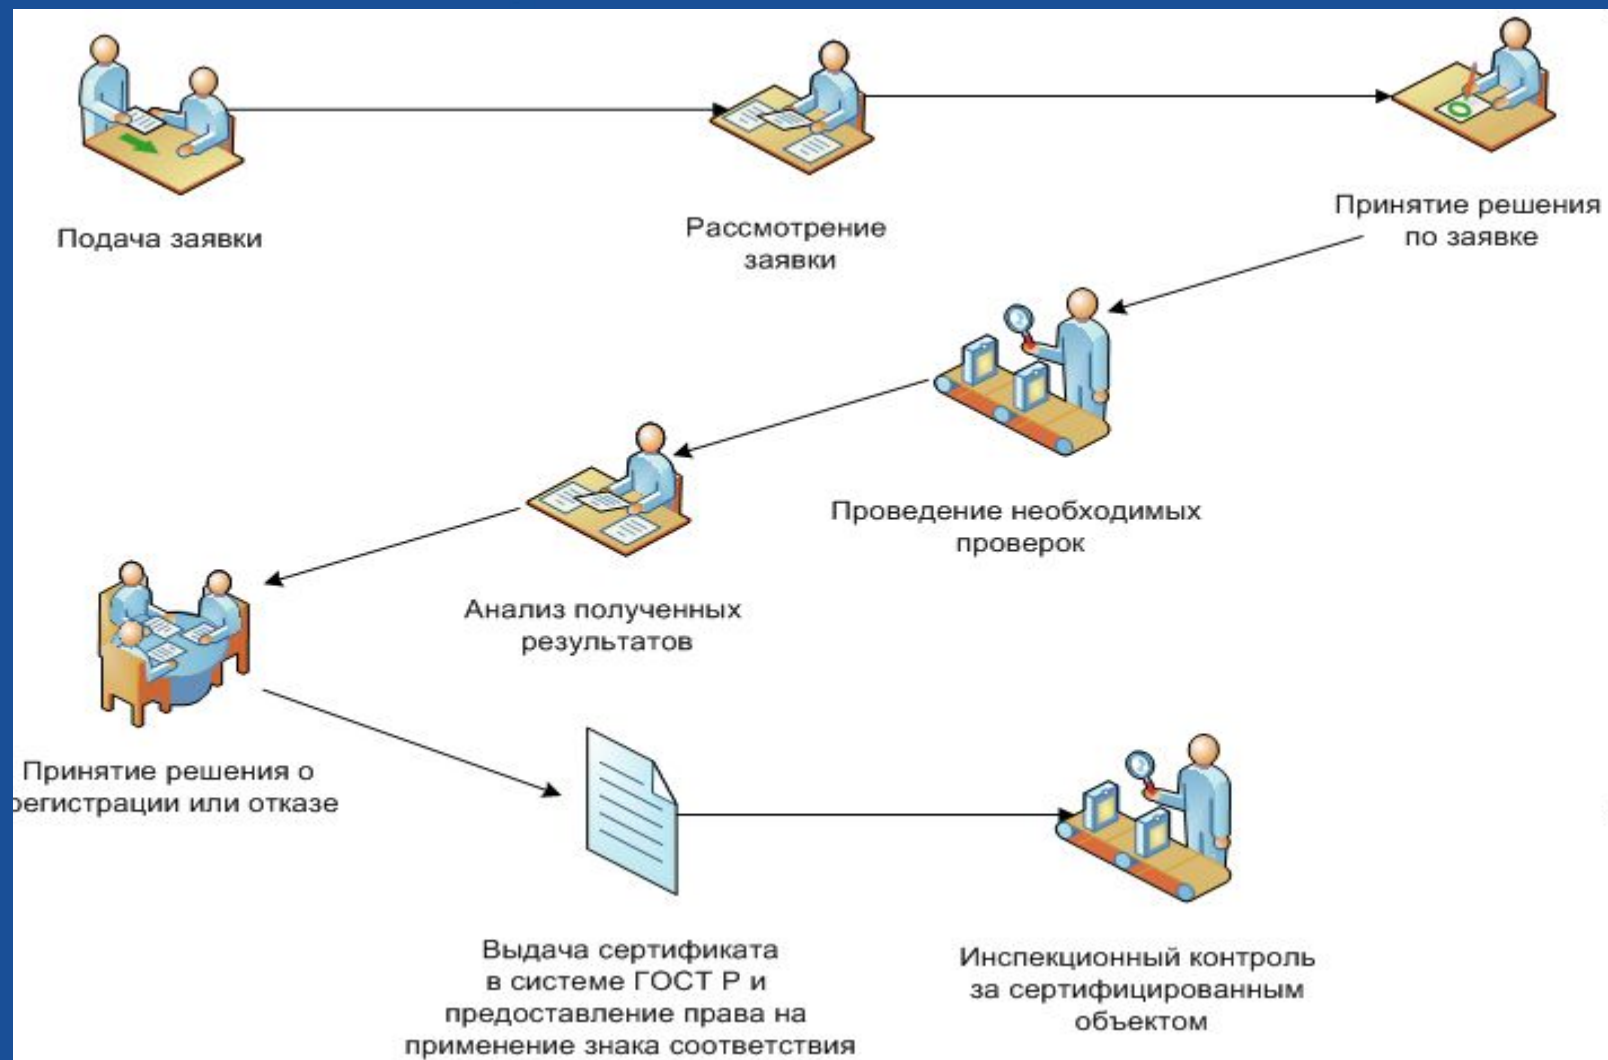 Подача заявки
Рассмотрение
заявки
Принятие решения
по заявке
Проведение необходимых
проверок
Анализ полученных
результатов
Принятие решения о
регистрации или отказе
Выдача сертификата
в системе ГОСТ Р и
предоставление права на
применение знака соответствия
Инспекционный контроль
за сертифицированным
объектом